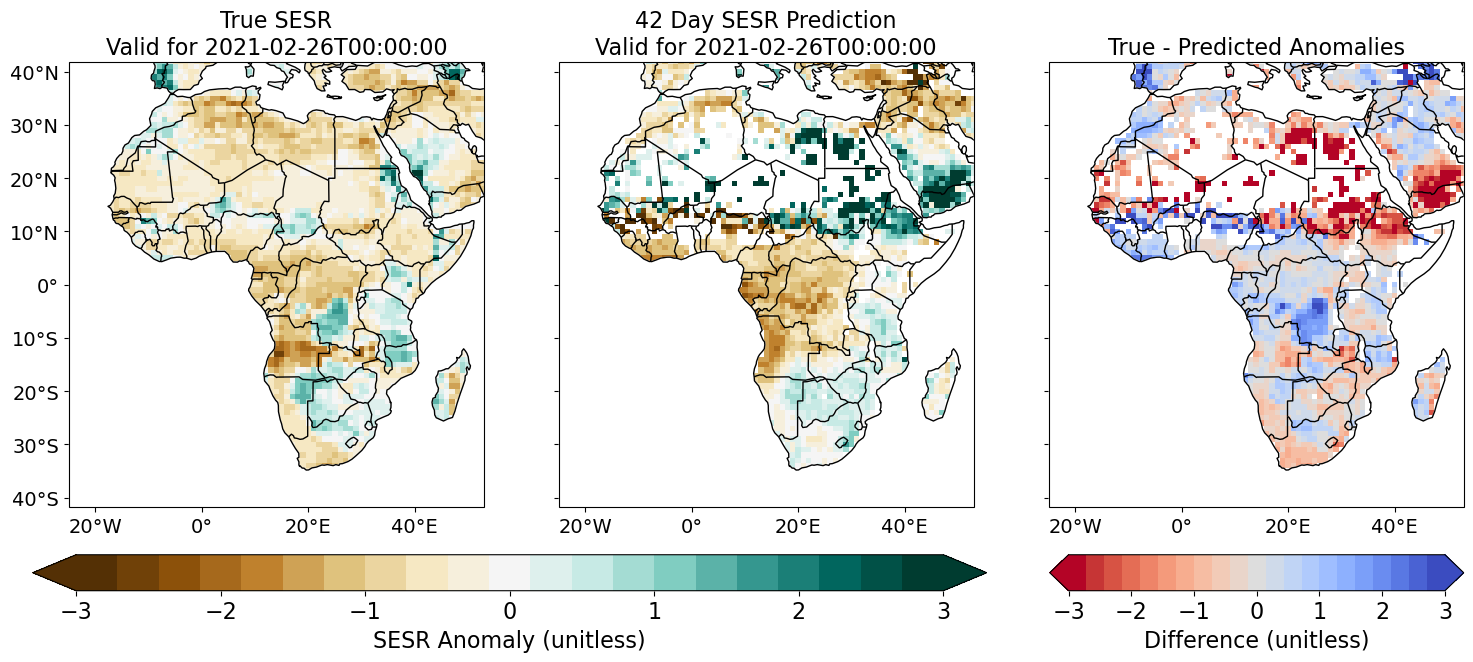 True SESR
Valid for 2021-02-26T00:00:00
42 Day SESR Prediction
Valid for 2021-02-26T00:00:00
True - Predicted Anomalies
40°N
30°N
20°N
10°N
0°
10°S
20°S
30°S
40°S
20°W 0° 20°E 40°E
20°W 0° 20°E 40°E
20°W 0° 20°E 40°E
−3 −2 −1 0 1 2 3
SESR Anomaly (unitless)
−3 −2 −1 0 1 2 3
Difference (unitless)